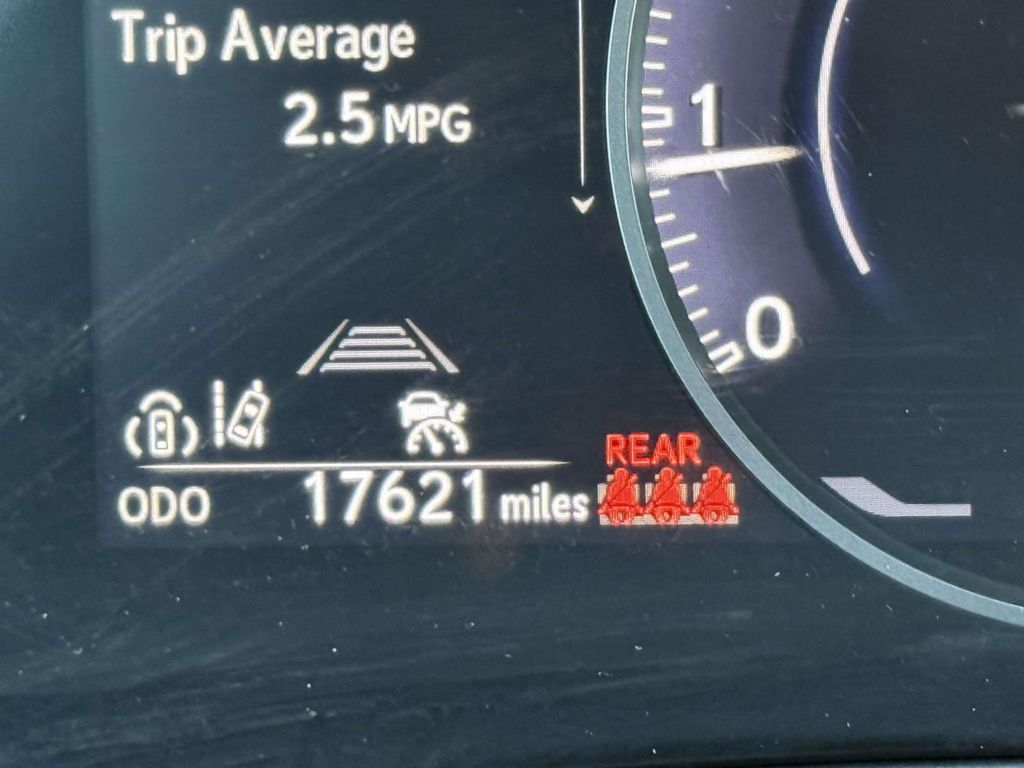 Trip Average
2.5 MPG
1
0
REAR
ODO 17621 miles